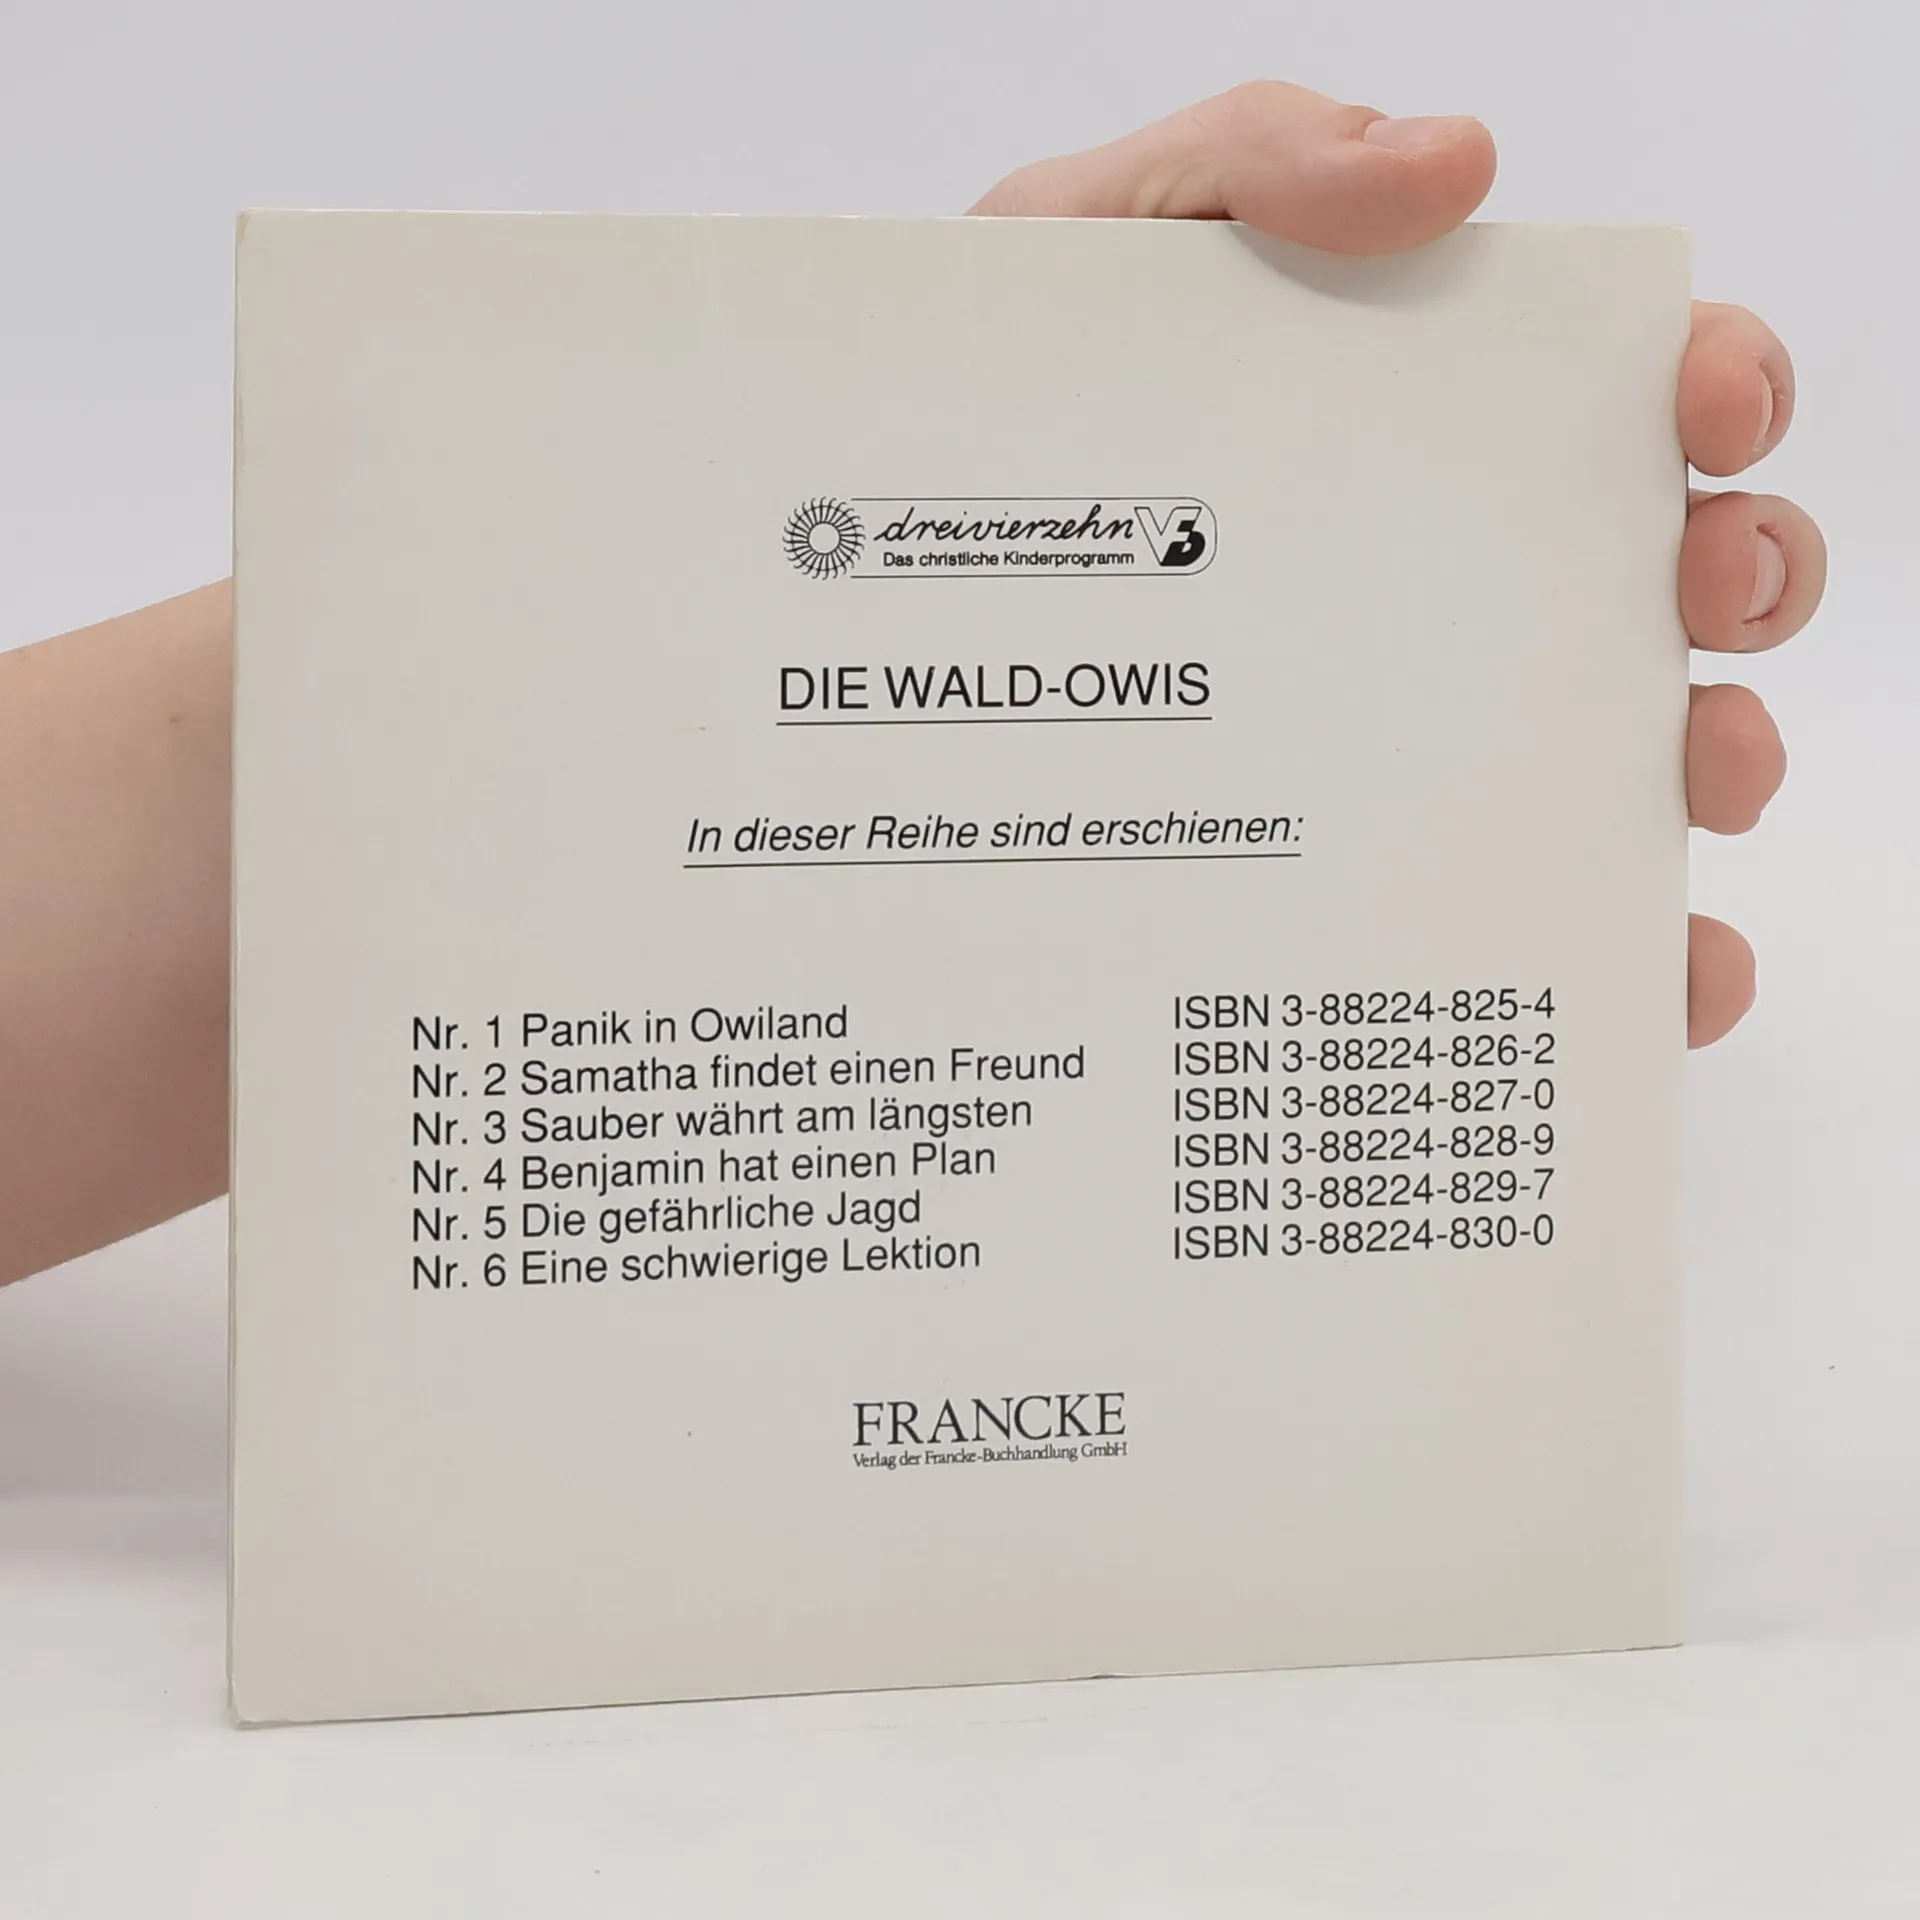 dreivierzehn V3
Das christliche Kinderprogramm
DIE WALD-OWIS
In dieser Reihe sind erschienen:
Nr. 1 Panik in Owiland ISBN 3-88224-825-4
Nr. 2 Samatha findet einen Freund ISBN 3-88224-826-2
Nr. 3 Sauber währt am längsten ISBN 3-88224-827-0
Nr. 4 Benjamin hat einen Plan ISBN 3-88224-828-9
Nr. 5 Die gefährliche Jagd ISBN 3-88224-829-7
Nr. 6 Eine schwierige Lektion ISBN 3-88224-830-0
FRANCKE
Verlag der Francke-Buchhandlung GmbH